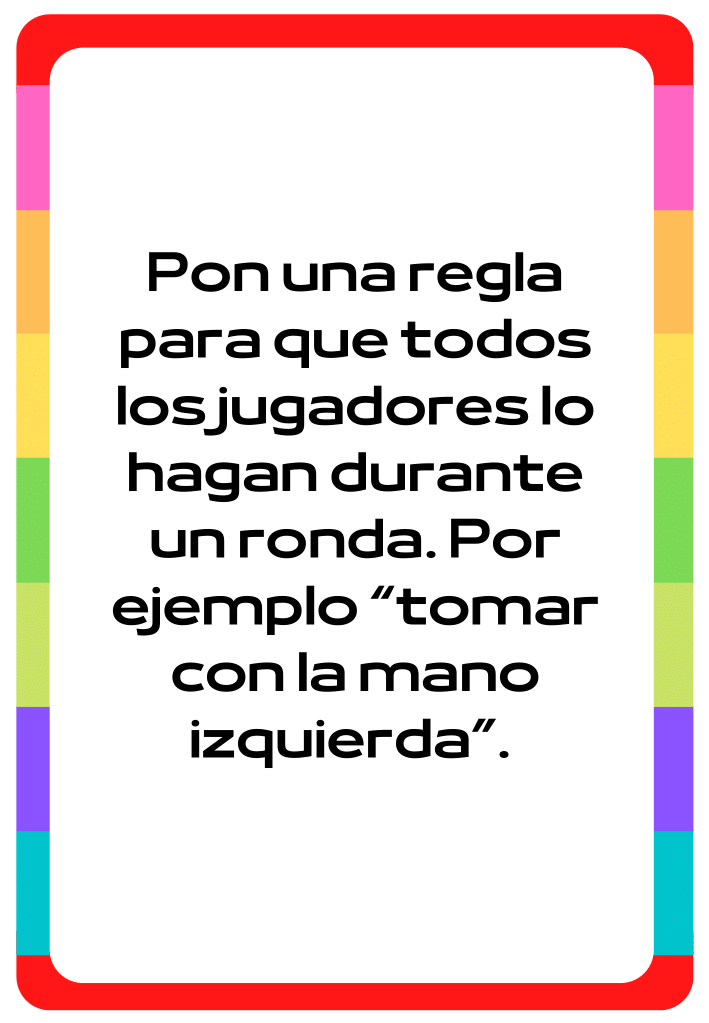 Pon una regla
para que todos
los jugadores lo
hagan durante
un ronda. Por
ejemplo “tomar
con la mano
izquierda”.